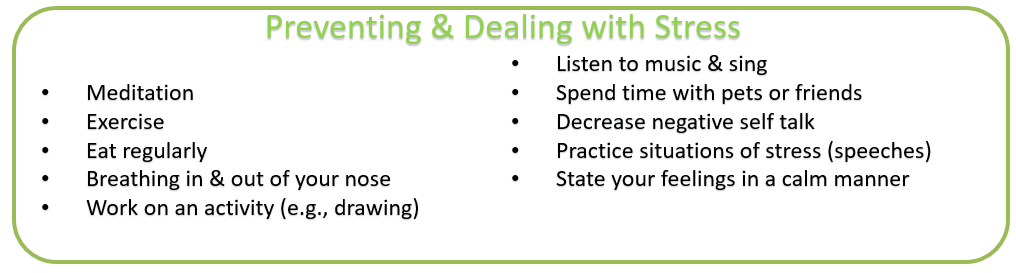 Preventing & Dealing with Stress
• Meditation
• Exercise
• Eat regularly
• Breathing in & out of your nose
• Work on an activity (e.g., drawing)
• Listen to music & sing
• Spend time with pets or friends
• Decrease negative self talk
• Practice situations of stress (speeches)
• State your feelings in a calm manner